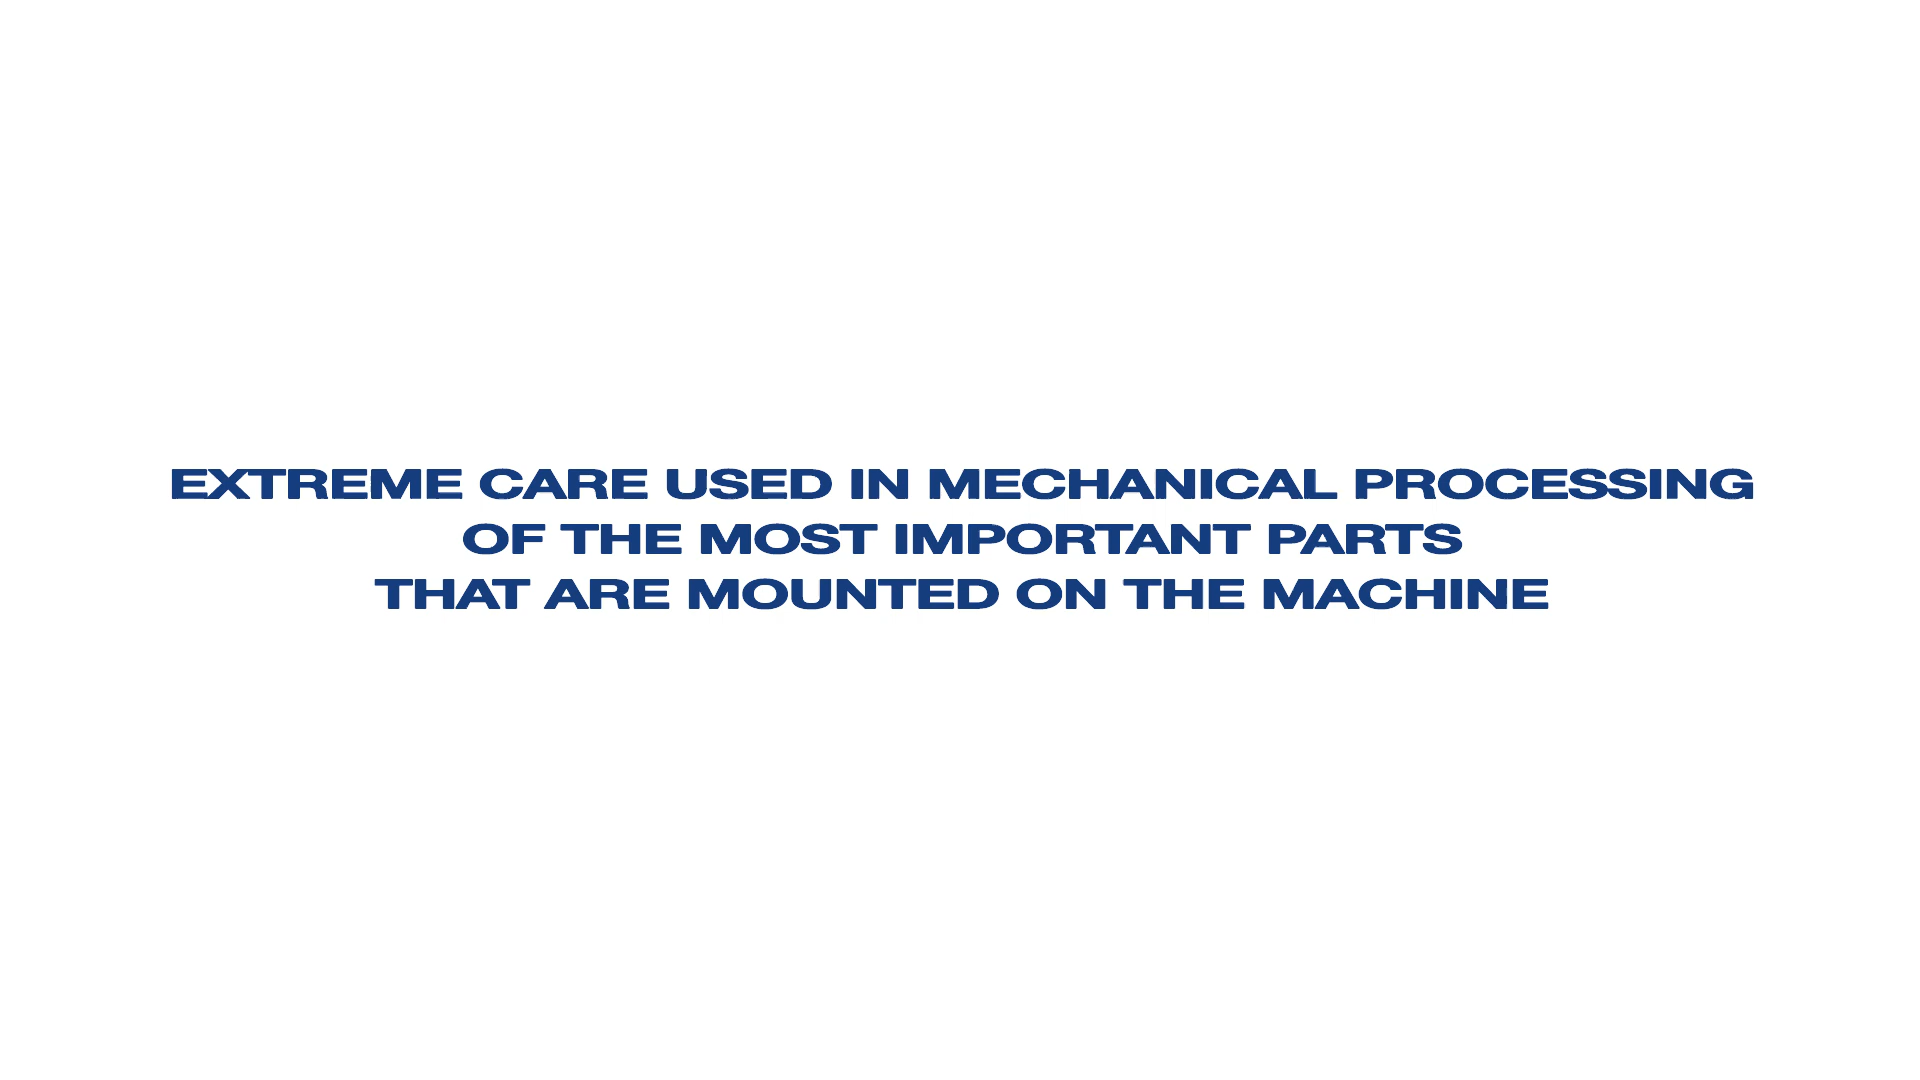 EXTREME CARE USED IN MECHANICAL PROCESSING
OF THE MOST IMPORTANT PARTS
THAT ARE MOUNTED ON THE MACHINE